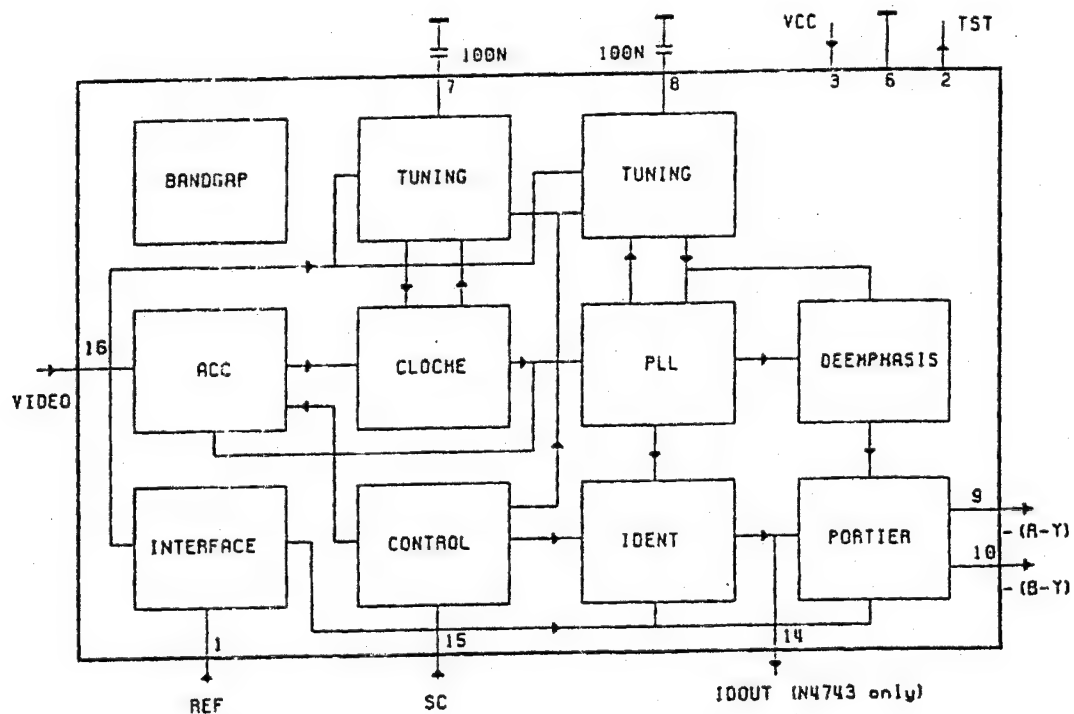 VCC
TST
100N
100N
7
8
3
6
2
BANDGAP
TUNING
TUNING
16
VIDEO
ACC
CLOCHE
PLL
DEEMPHASIS
INTERFACE
CONTROL
IDENT
PORTIER
9
-(R-Y)
10
-(B-Y)
1
15
14
REF
SC
IDOUT (N4743 only)